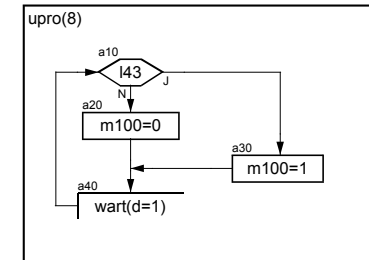 upro(8)
a10
I43
J
N
a20
m100=0
a30
m100=1
a40
wart(d=1)